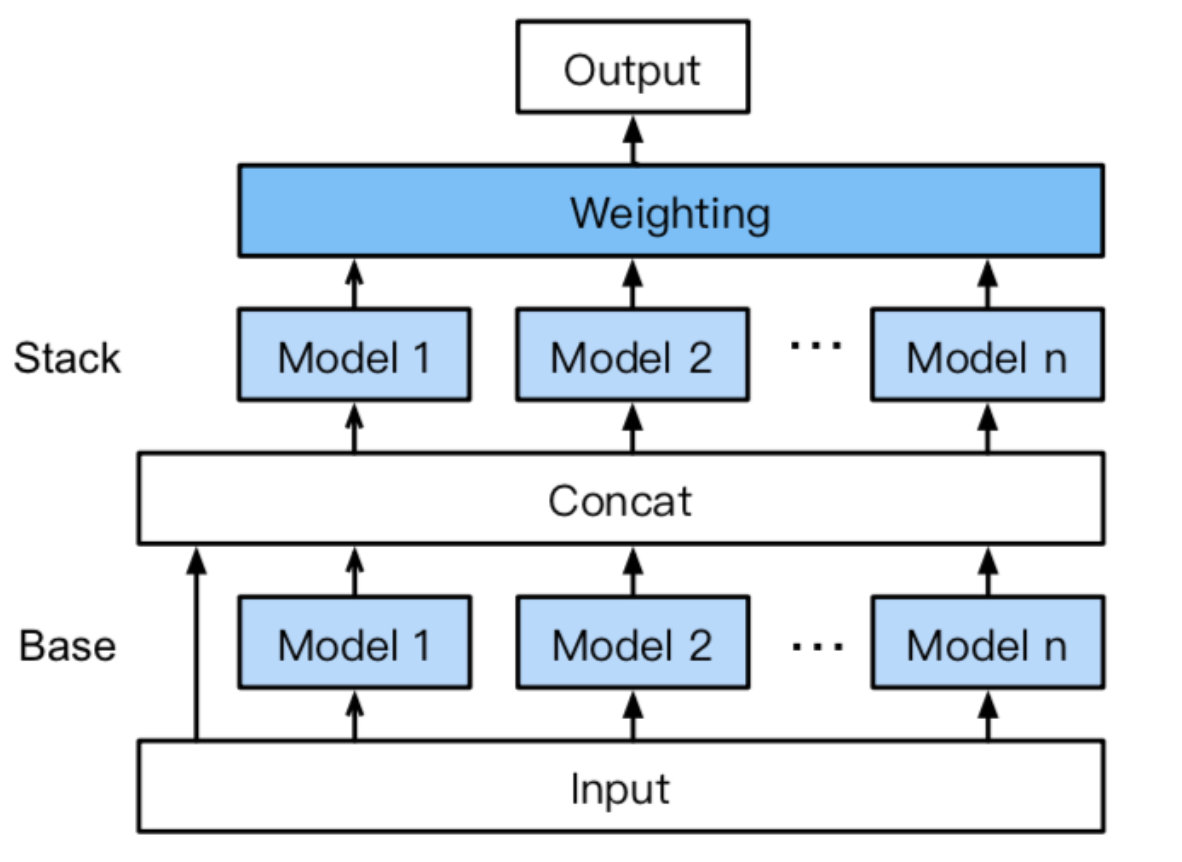 Output
Weighting
Stack
Model 1
Model 2
...
Model n
Concat
Base
Model 1
Model 2
...
Model n
Input